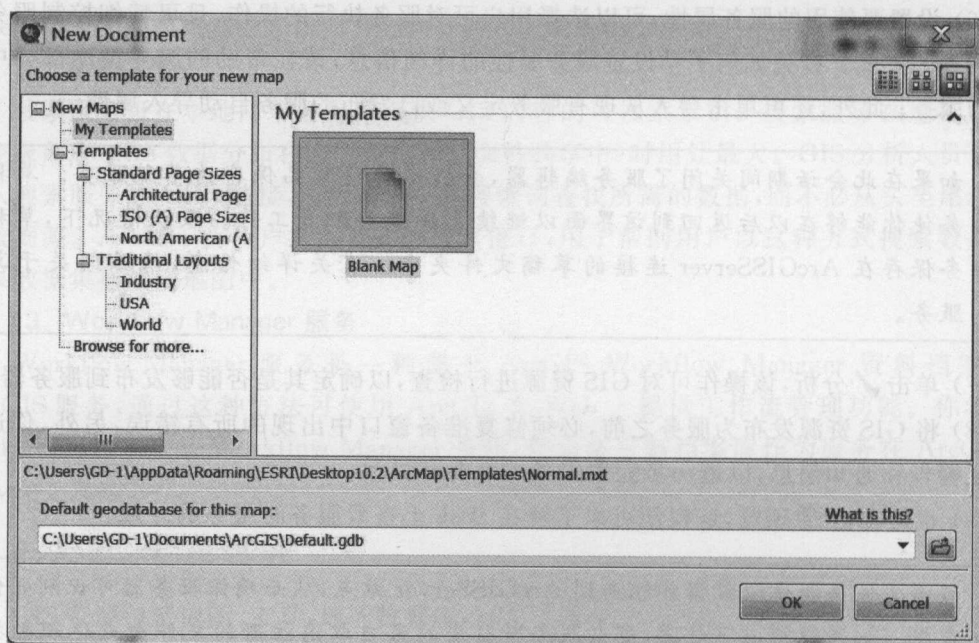 New Document
Choose a template for your new map
New Maps
My Templates
Templates
Standard Page Sizes
Architectural Page
ISO (A) Page Sizes
North American (A
Traditional Layouts
Industry
USA
World
Browse for more...
My Templates
Blank Map
C:\Users\GD-1\AppData\Roaming\ESRI\Desktop10.2\ArcMap\Templates\Normal.mxt
Default geodatabase for this map:
What is this?
C:\Users\GD-1\Documents\ArcGIS\Default.gdb
OK
Cancel